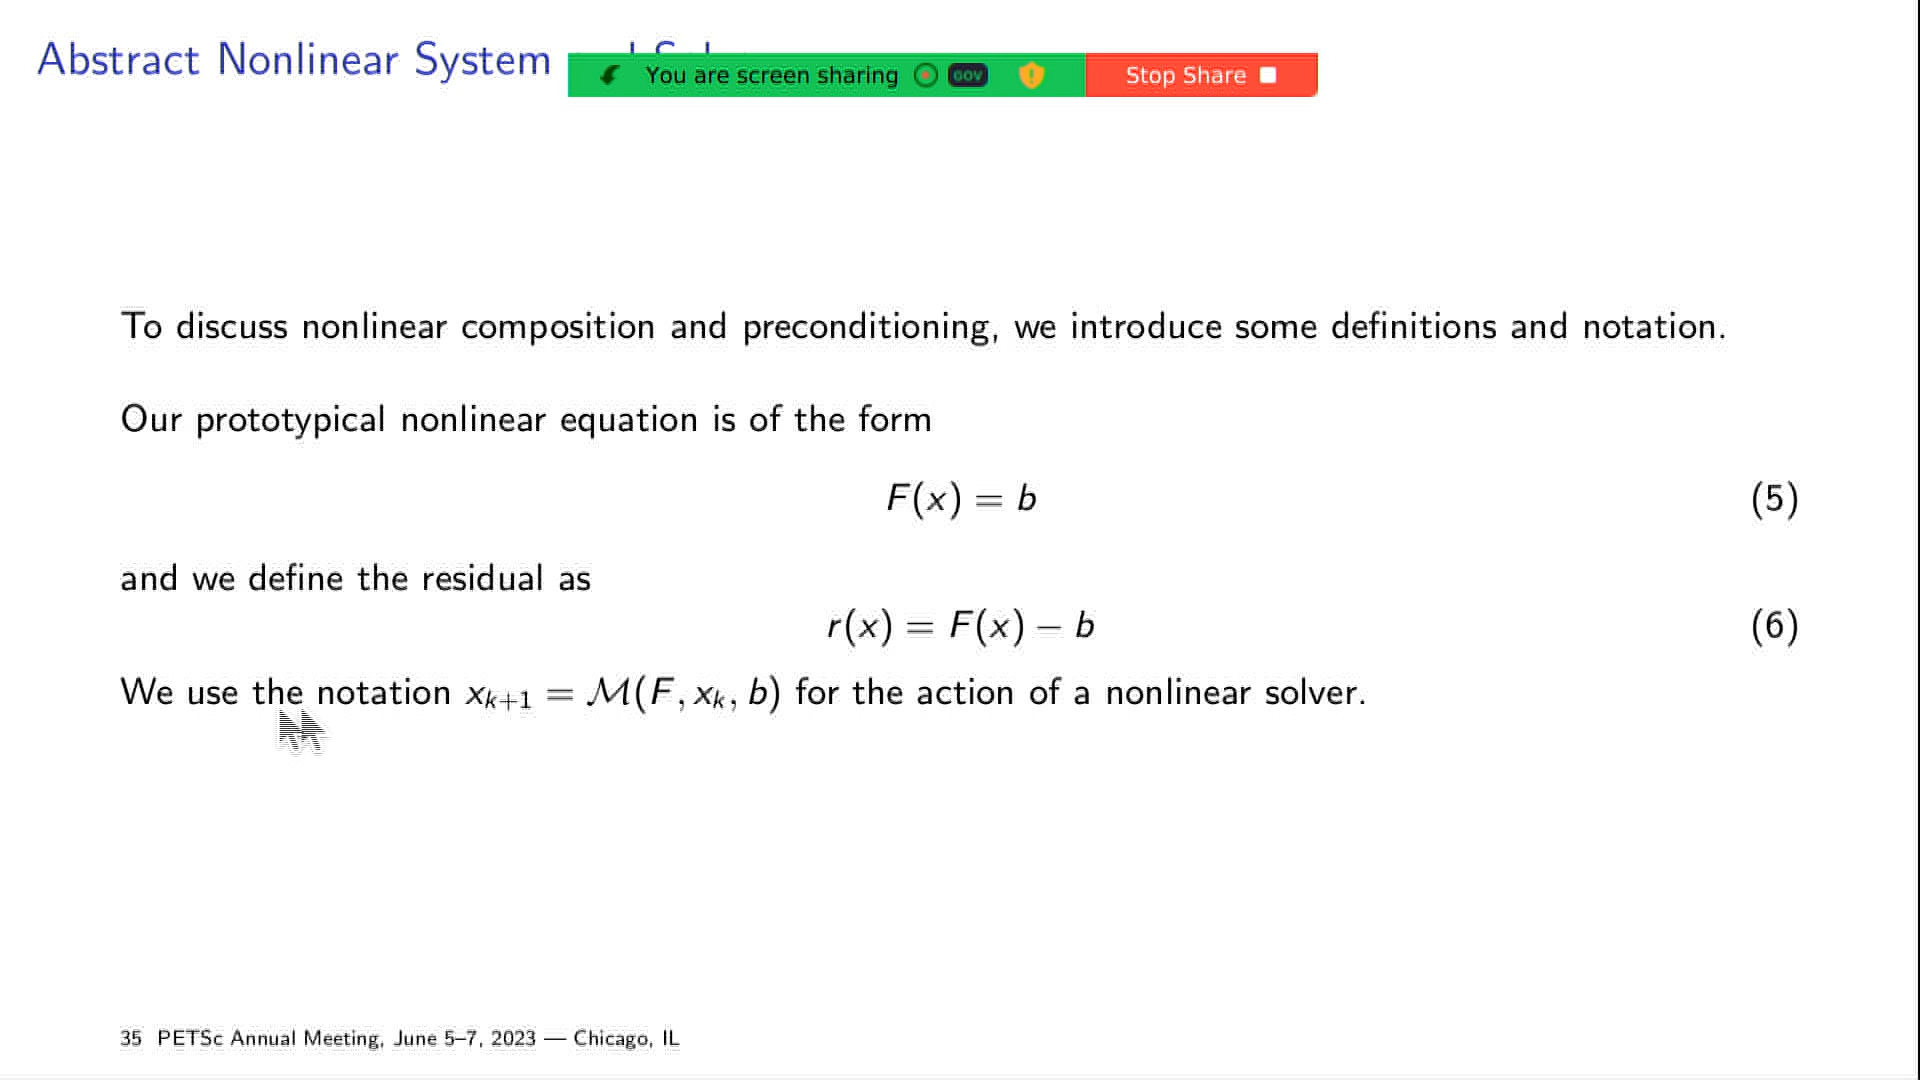 Abstract Nonlinear System
You are screen sharing GOV Stop Share
To discuss nonlinear composition and preconditioning, we introduce some definitions and notation.
Our prototypical nonlinear equation is of the form
F(x) = b (5)
and we define the residual as
r(x) = F(x) − b (6)
We use the notation xₖ₊₁ = ℳ(F, xₖ, b) for the action of a nonlinear solver.
35 PETSc Annual Meeting, June 5–7, 2023 — Chicago, IL